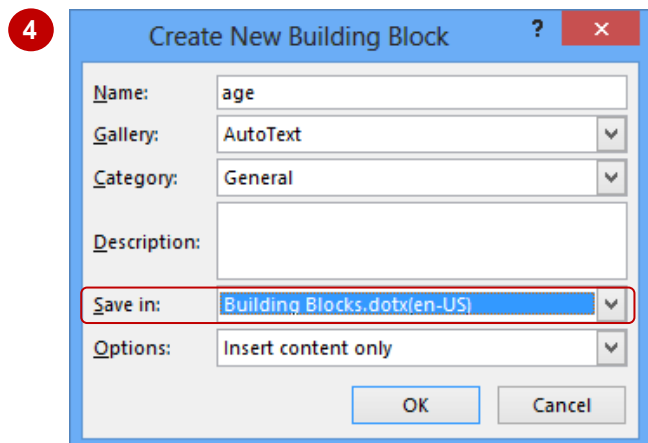 4
Create New Building Block ? ×
Name: age
Gallery: AutoText
Category: General
Description:
Save in: Building Blocks.dotx(en-US)
Options: Insert content only
OK Cancel